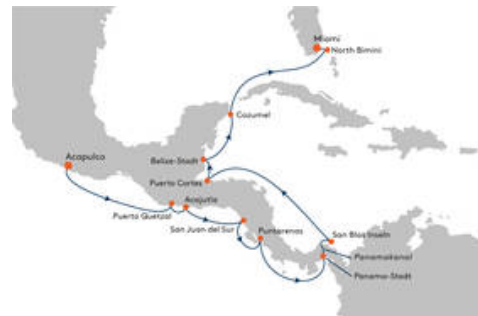 Miami
North Bimini
Cozumel
Acapulco
Belize-Stadt
Puerto Cortes
Acajutla
Puerto Quetzal
San Juan del Sur
Puntarenas
San Blas Inseln
Panamakanal
Panama-Stadt